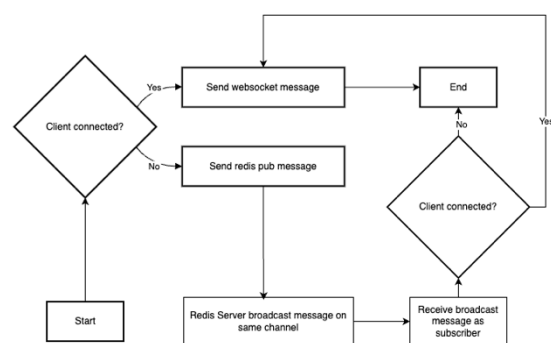 Yes
Send websocket message
End
Client connected?
No
Yes
No
Send redis pub message
Client connected?
Start
Redis Server broadcast message on
same channel
Receive broadcast
message as
subscriber